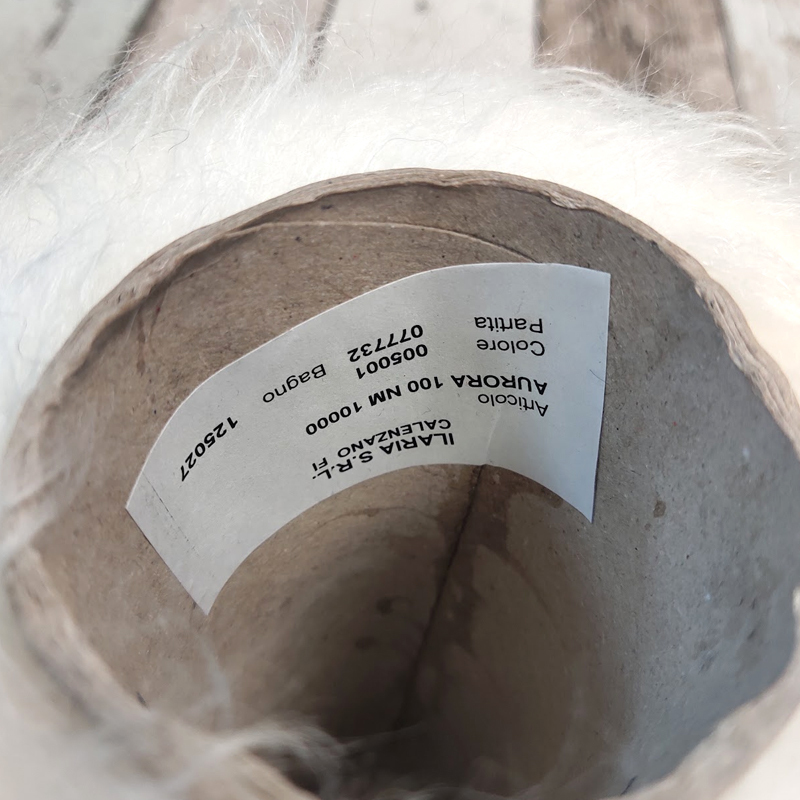 ILARIA S.R.L.
CALENZANO FI
Articolo AURORA 100 NM 10000
Colore 005001 Bagno 125027
Partita 077732